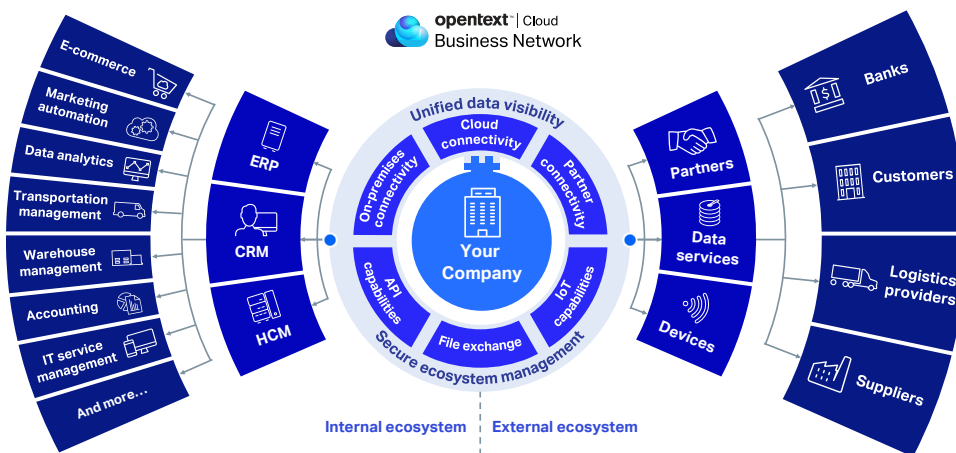 opentext™ | Cloud
Business Network
E-commerce
Marketing
automation
Data analytics
Transportation
management
Warehouse
management
Accounting
IT service
management
And more...
ERP
CRM
HCM
Unified data visibility
Cloud
connectivity
On-premises
connectivity
Partner
connectivity
Your
Company
API
capabilities
IoT
capabilities
File exchange
Secure ecosystem management
Partners
Data
services
Devices
Banks
$
Customers
Logistics
providers
Suppliers
Internal ecosystem
External ecosystem